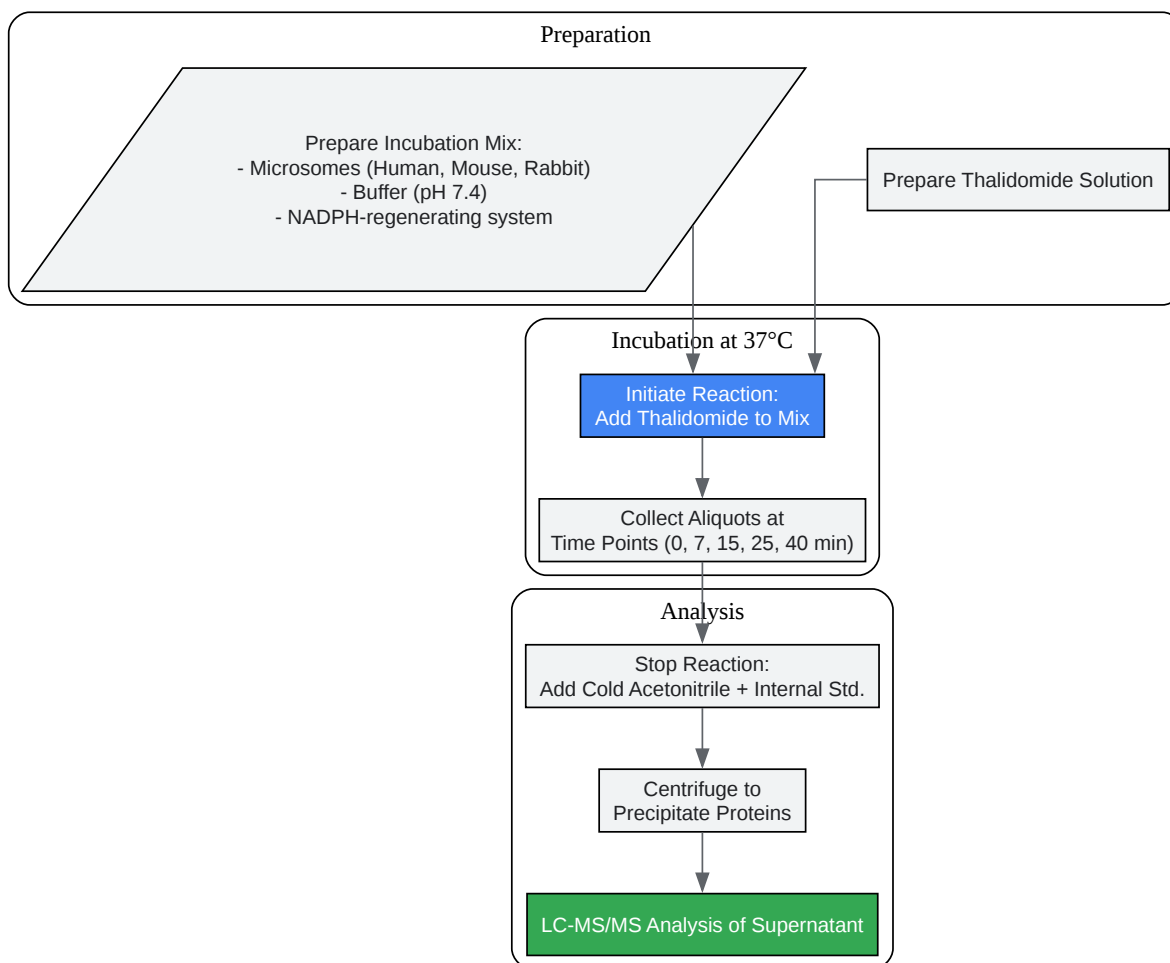 Preparation
Prepare Incubation Mix:
- Microsomes (Human, Mouse, Rabbit)
- Buffer (pH 7.4)
- NADPH-regenerating system
Prepare Thalidomide Solution
Incubation at 37°C
Initiate Reaction:
Add Thalidomide to Mix
Collect Aliquots at
Time Points (0, 7, 15, 25, 40 min)
Analysis
Stop Reaction:
Add Cold Acetonitrile + Internal Std.
Centrifuge to
Precipitate Proteins
LC-MS/MS Analysis of Supernatant